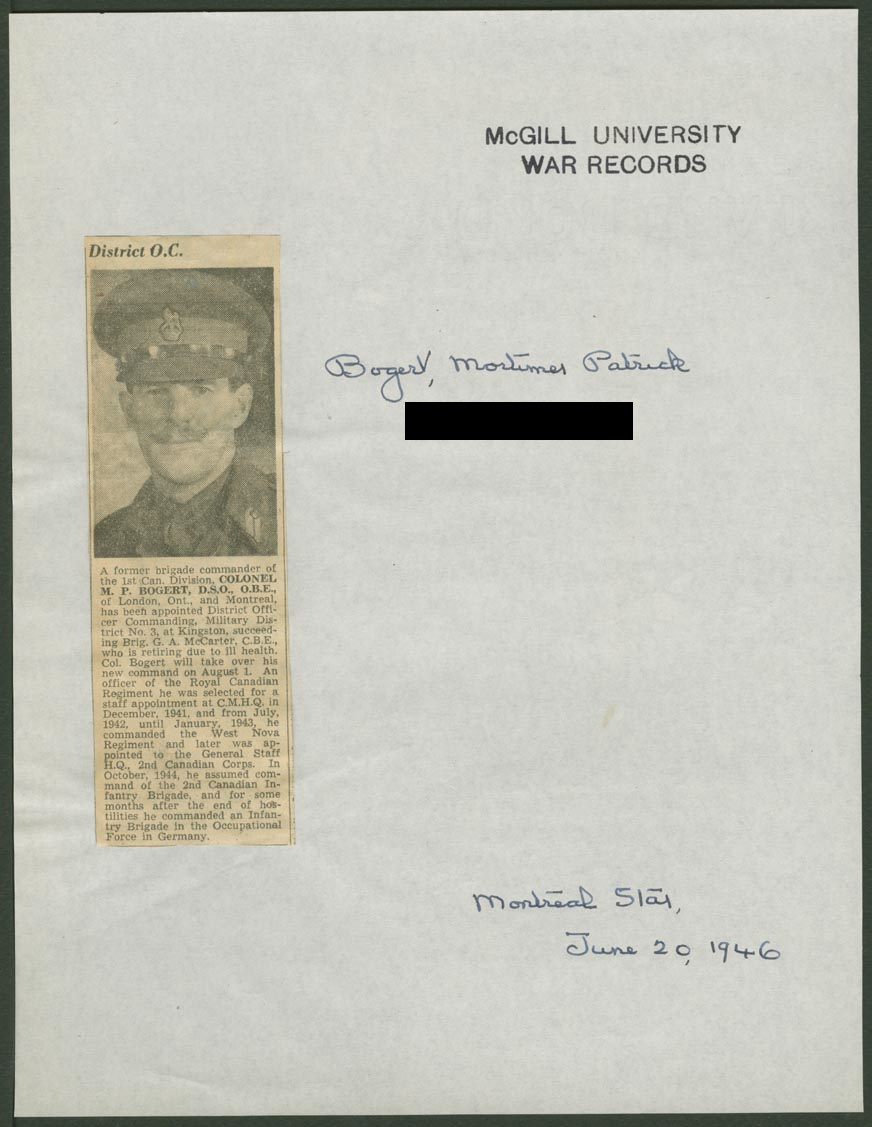 McGILL UNIVERSITY
WAR RECORDS
District O.C.
Bogert, Mortimer Patrick
A former brigade commander of
the 1st Can. Division, COLONEL
M. P. BOGERT, D.S.O., O.B.E.,
of London, Ont., and Montreal,
has been appointed District Offi-
cer Commanding, Military Dis-
trict No. 3, at Kingston, succeed-
ing Brig. G. A. McCarter, C.B.E.,
who is retiring due to ill health.
Col. Bogert will take over his
new command on August 1. An
officer of the Royal Canadian
Regiment he was selected for a
staff appointment at C.M.H.Q. in
December, 1941, and from July,
1942, until January, 1943, he
commanded the West Nova
Regiment and later was ap-
pointed to the General Staff
H.Q., 2nd Canadian Corps. In
October, 1944, he assumed com-
mand of the 2nd Canadian In-
fantry Brigade, and for some
months after the end of hos-
tilities he commanded an Infan-
try Brigade in the Occupational
Force in Germany.
Montreal Star,
June 20, 1946